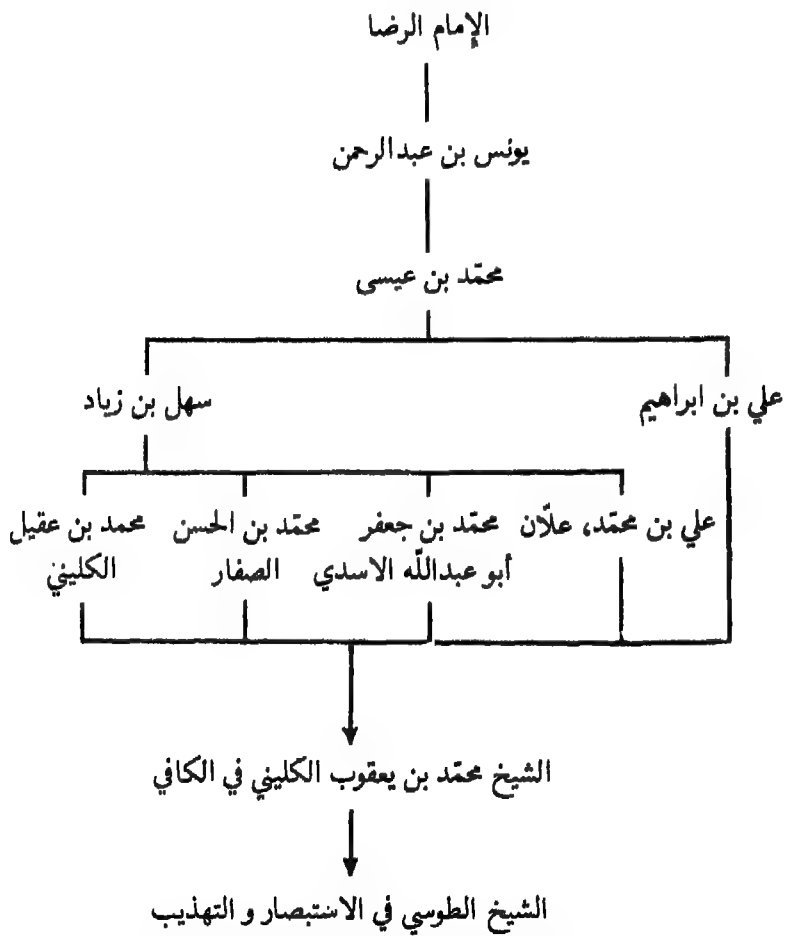 الإمام الرضا
يونس بن عبدالرحمن
محمّد بن عيسى
علي بن ابراهيم
سهل بن زياد
علي بن محمّد، علّان
محمّد بن جعفر
أبو عبداللّه الاسدي
محمّد بن الحسن
الصفار
محمد بن عقيل
الكليني
الشيخ محمّد بن يعقوب الكليني في الكافي
الشيخ الطوسي في الاستبصار و التهذيب